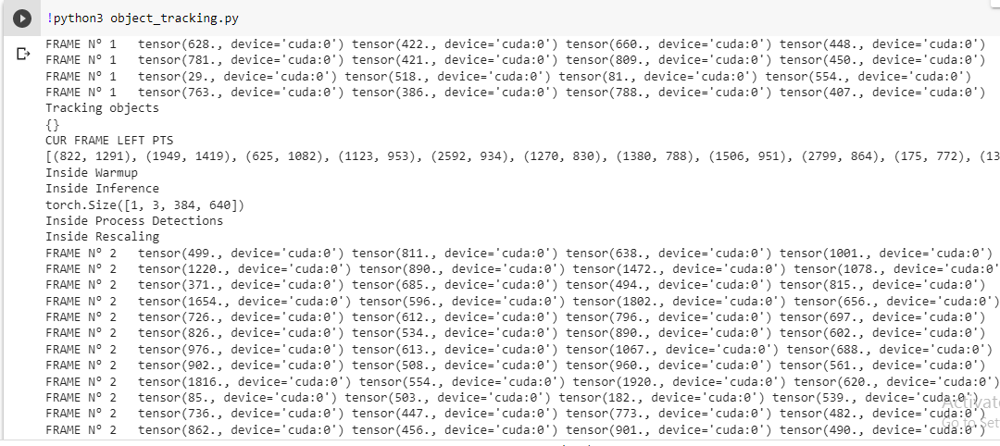 !python3 object_tracking.py
FRAME Nº 1 tensor(628., device='cuda:0') tensor(422., device='cuda:0') tensor(660., device='cuda:0') tensor(448., device='cuda:0')
FRAME Nº 1 tensor(781., device='cuda:0') tensor(421., device='cuda:0') tensor(809., device='cuda:0') tensor(450., device='cuda:0')
FRAME Nº 1 tensor(29., device='cuda:0') tensor(518., device='cuda:0') tensor(81., device='cuda:0') tensor(554., device='cuda:0')
FRAME Nº 1 tensor(763., device='cuda:0') tensor(386., device='cuda:0') tensor(788., device='cuda:0') tensor(407., device='cuda:0')
Tracking objects
{}
CUR FRAME LEFT PTS
[(822, 1291), (1949, 1419), (625, 1082), (1123, 953), (2592, 934), (1270, 830), (1380, 788), (1506, 951), (2799, 864), (175, 772), (13
Inside Warmup
Inside Inference
torch.Size([1, 3, 384, 640])
Inside Process Detections
Inside Rescaling
FRAME Nº 2 tensor(499., device='cuda:0') tensor(811., device='cuda:0') tensor(638., device='cuda:0') tensor(1001., device='cuda:0')
FRAME Nº 2 tensor(1220., device='cuda:0') tensor(890., device='cuda:0') tensor(1472., device='cuda:0') tensor(1078., device='cuda:0'
FRAME Nº 2 tensor(371., device='cuda:0') tensor(685., device='cuda:0') tensor(494., device='cuda:0') tensor(815., device='cuda:0')
FRAME Nº 2 tensor(1654., device='cuda:0') tensor(596., device='cuda:0') tensor(1802., device='cuda:0') tensor(656., device='cuda:0')
FRAME Nº 2 tensor(726., device='cuda:0') tensor(612., device='cuda:0') tensor(796., device='cuda:0') tensor(697., device='cuda:0')
FRAME Nº 2 tensor(826., device='cuda:0') tensor(534., device='cuda:0') tensor(890., device='cuda:0') tensor(602., device='cuda:0')
FRAME Nº 2 tensor(976., device='cuda:0') tensor(613., device='cuda:0') tensor(1067., device='cuda:0') tensor(688., device='cuda:0')
FRAME Nº 2 tensor(902., device='cuda:0') tensor(508., device='cuda:0') tensor(960., device='cuda:0') tensor(561., device='cuda:0')
FRAME Nº 2 tensor(1816., device='cuda:0') tensor(554., device='cuda:0') tensor(1920., device='cuda:0') tensor(620., device='cuda:0')
FRAME Nº 2 tensor(85., device='cuda:0') tensor(503., device='cuda:0') tensor(182., device='cuda:0') tensor(539., device='cuda:0')
FRAME Nº 2 tensor(736., device='cuda:0') tensor(447., device='cuda:0') tensor(773., device='cuda:0') tensor(482., device='cuda:0')
FRAME Nº 2 tensor(862., device='cuda:0') tensor(456., device='cuda:0') tensor(901., device='cuda:0') tensor(490., device='cuda:0')
Activate
Go to Set